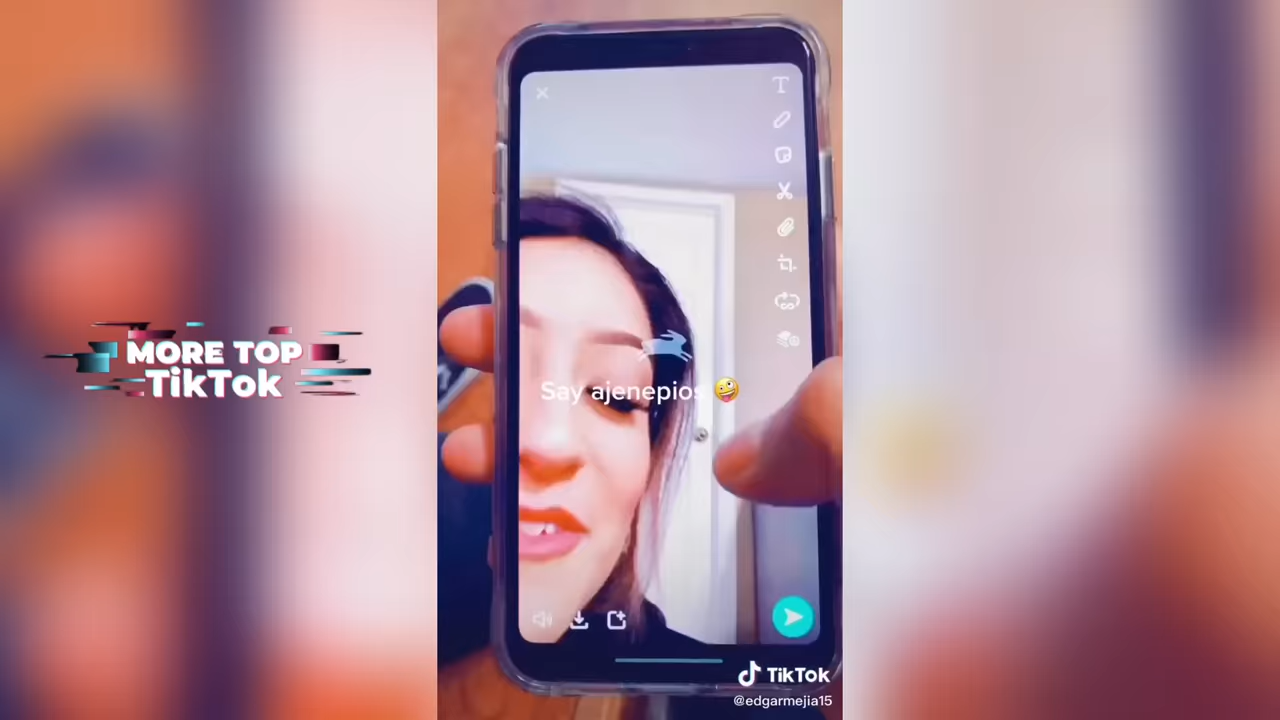 MORE TOP
TikTok
T
Say ajenepios 🤪
TikTok
@edgarmejia15